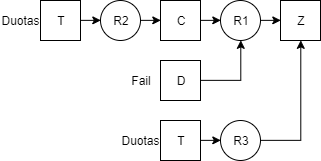 Duotas T R2 C R1 Z
Fail D
Duotas T R3